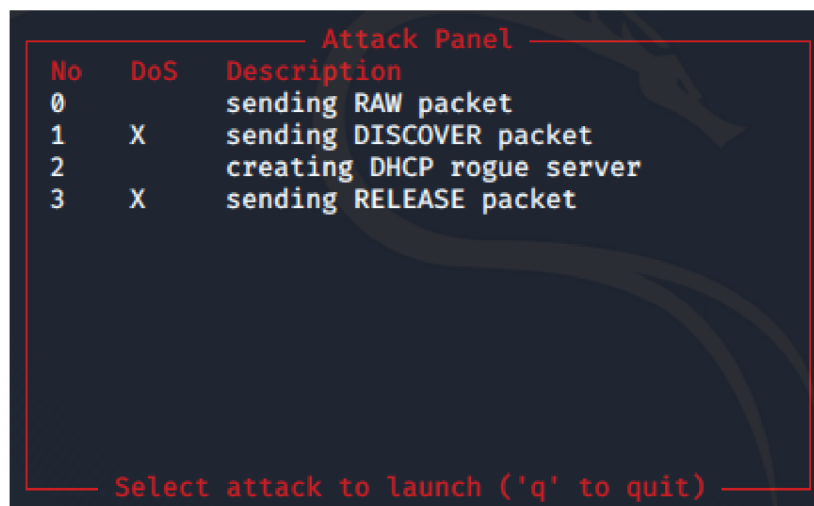 Attack Panel
No DoS Description
0 sending RAW packet
1 X sending DISCOVER packet
2 creating DHCP rogue server
3 X sending RELEASE packet
Select attack to launch ('q' to quit)